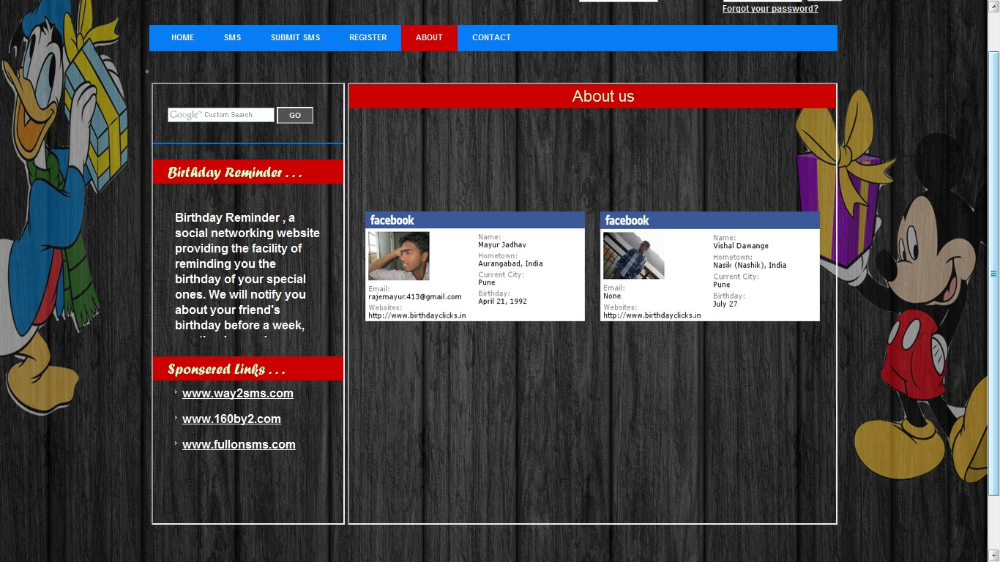 Forgot your password?
HOME SMS SUBMIT SMS REGISTER ABOUT CONTACT
Google™ Custom Search GO
Birthday Reminder . . .
Birthday Reminder , a
social networking website
providing the facility of
reminding you the
birthday of your special
ones. We will notify you
about your friend's
birthday before a week,
Sponsered Links . . .
www.way2sms.com
www.160by2.com
www.fullonsms.com
About us
facebook
Name:
Mayur Jadhav
Hometown:
Aurangabad, India
Current City:
Pune
Birthday:
April 21, 1992
Email:
rajemayur.413@gmail.com
Websites:
http://www.birthdayclicks.in
facebook
Name:
Vishal Dawange
Hometown:
Nasik (Nashik), India
Current City:
Pune
Birthday:
July 27
Email:
None
Websites:
http://www.birthdayclicks.in